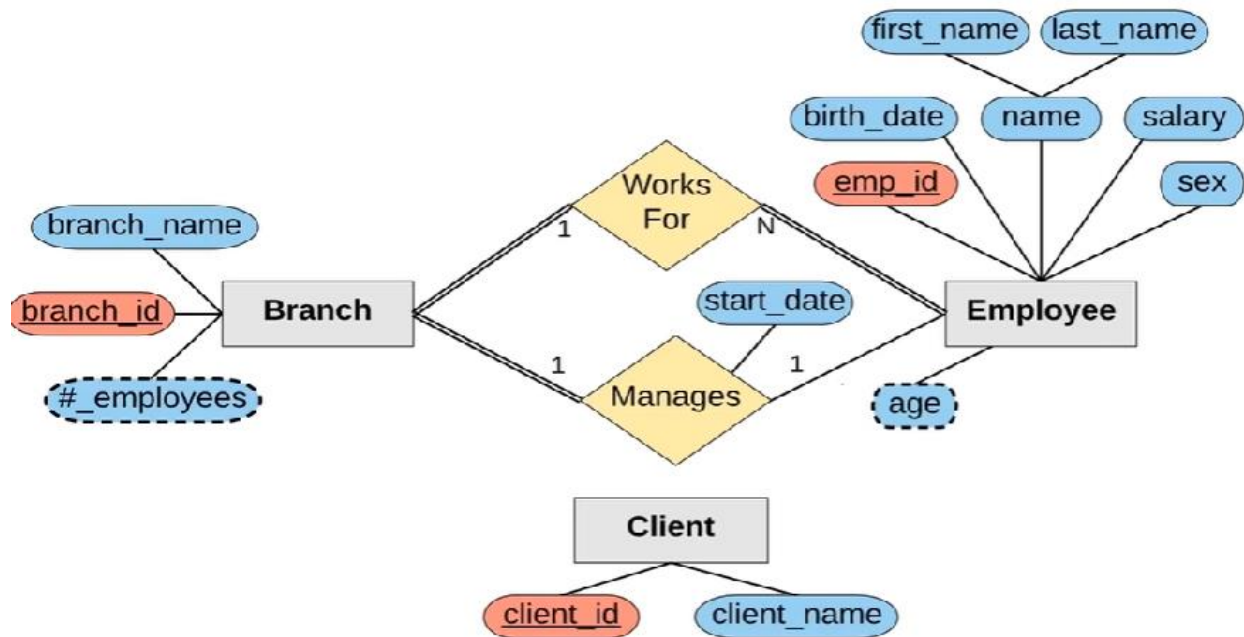 first_name
last_name
birth_date
name
salary
emp_id
sex
Works
For
1
N
branch_name
branch_id
Branch
#_employees
start_date
Employee
1
1
Manages
age
Client
client_id
client_name